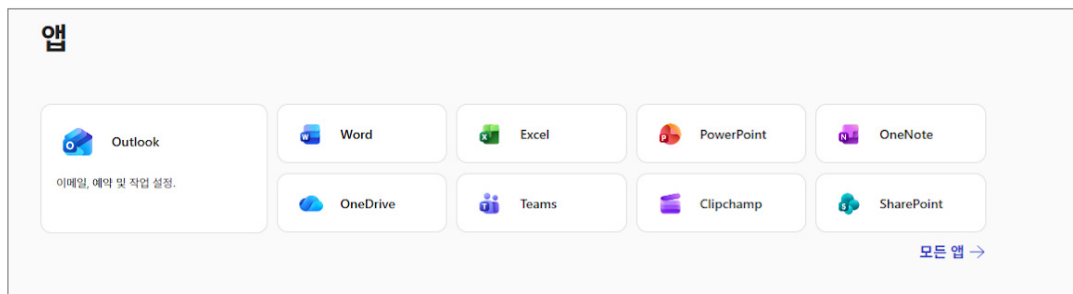 앱
Outlook
이메일, 예약 및 작업 설정.
Word
Excel
PowerPoint
OneNote
OneDrive
Teams
Clipchamp
SharePoint
모든 앱 →